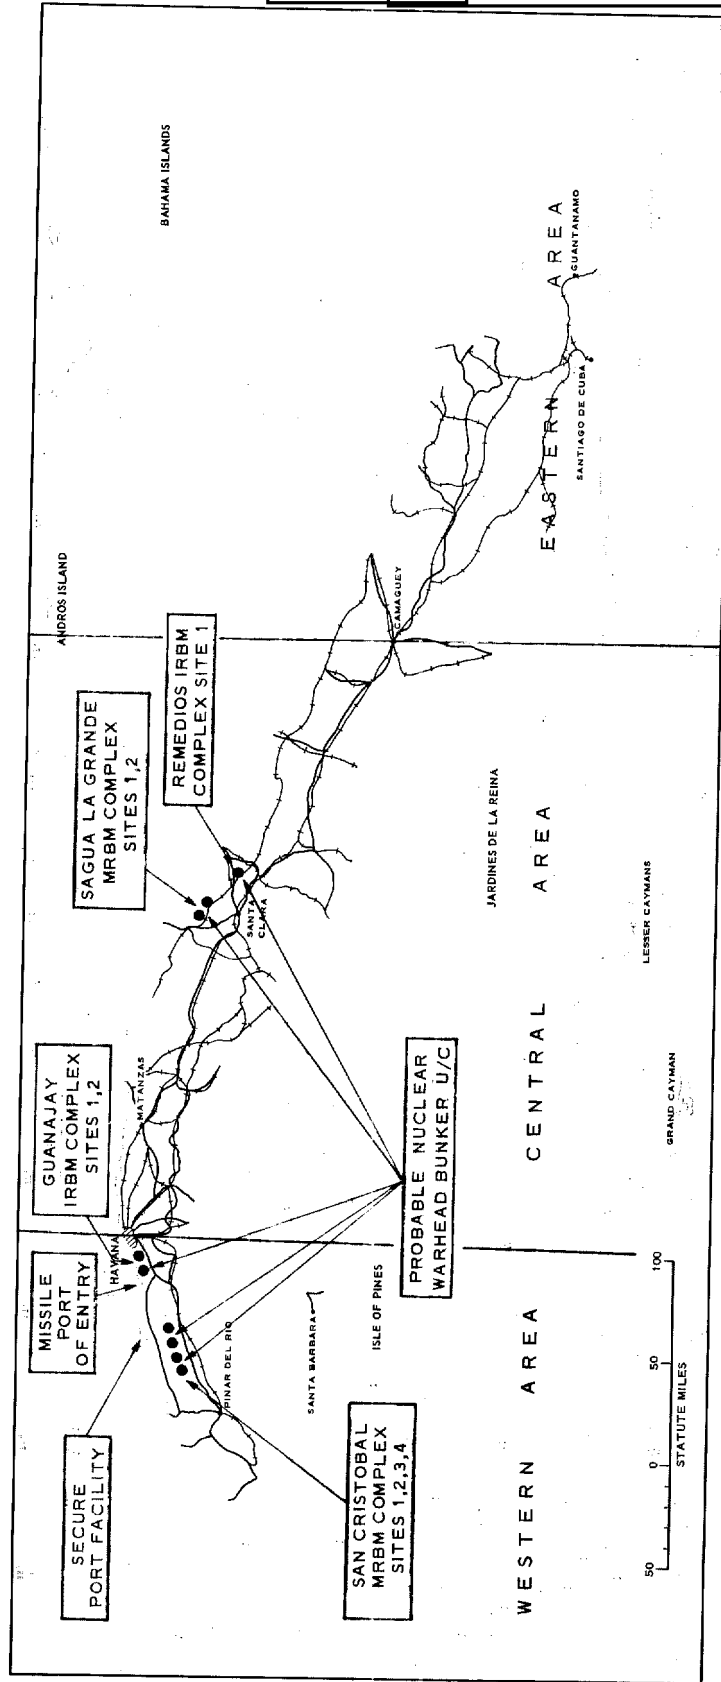 SECURE
PORT FACILITY
MISSILE
PORT
OF ENTRY
GUANAJAY
IRBM COMPLEX
SITES 1,2
SAGUA LA GRANDE
MRBM COMPLEX
SITES 1,2
REMEDIOS IRBM
COMPLEX SITE 1
ANDROS ISLAND
BAHAMA ISLANDS
HAVANA
MATANZAS
SANTA
CLARA
PINAR DEL RIO
SANTA BARBARA
ISLE OF PINES
CAMAGUEY
SANTIAGO DE CUBA
GUANTANAMO
SAN CRISTOBAL
MRBM COMPLEX
SITES 1,2,3,4
PROBABLE NUCLEAR
WARHEAD BUNKER U/C
JARDINES DE LA REINA
LESSER CAYMANS
GRAND CAYMAN
WESTERN AREA
CENTRAL AREA
EASTERN AREA
50 0 50 100
STATUTE MILES